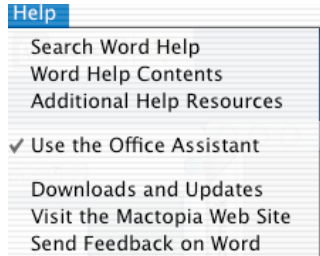 Help
Search Word Help
Word Help Contents
Additional Help Resources
✓ Use the Office Assistant
Downloads and Updates
Visit the Mactopia Web Site
Send Feedback on Word